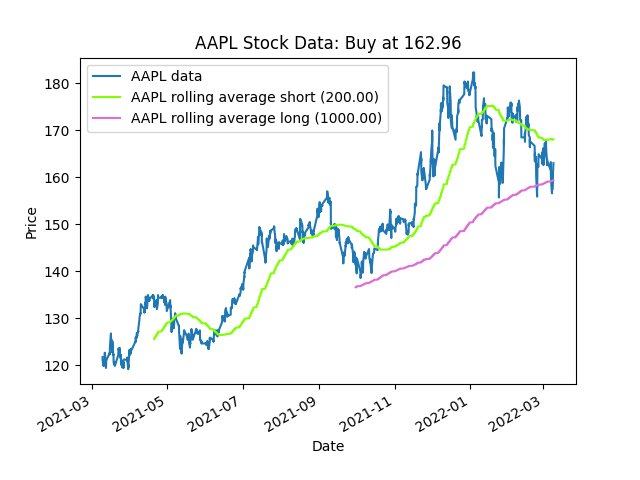 AAPL Stock Data: Buy at 162.96
AAPL data
AAPL rolling average short (200.00)
AAPL rolling average long (1000.00)
Price
180
170
160
150
140
130
120
2021-03
2021-05
2021-07
2021-09
2021-11
2022-01
2022-03
Date